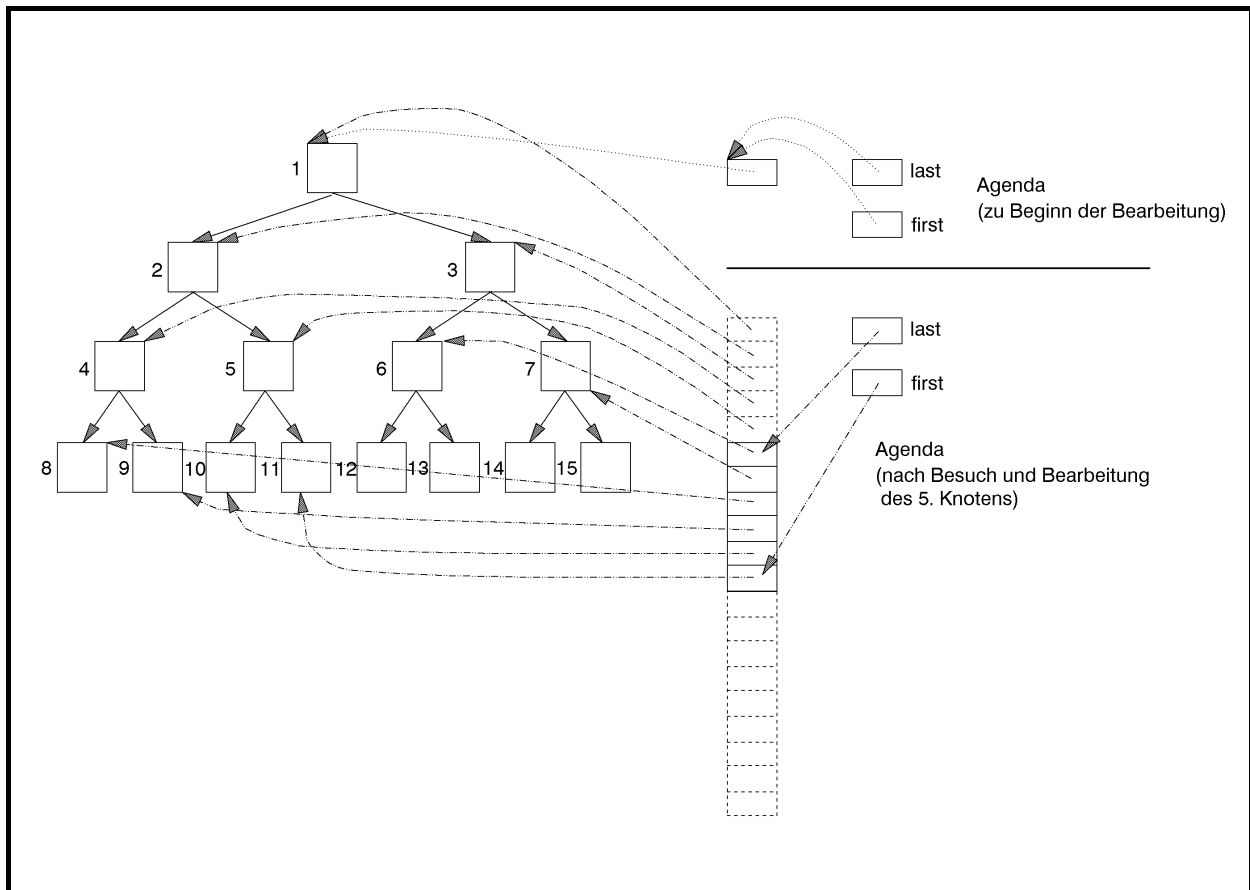 1
last
Agenda
(zu Beginn der Bearbeitung)
first
2
3
last
4
5
6
7
first
Agenda
(nach Besuch und Bearbeitung
des 5. Knotens)
8
9
10
11
12
13
14
15